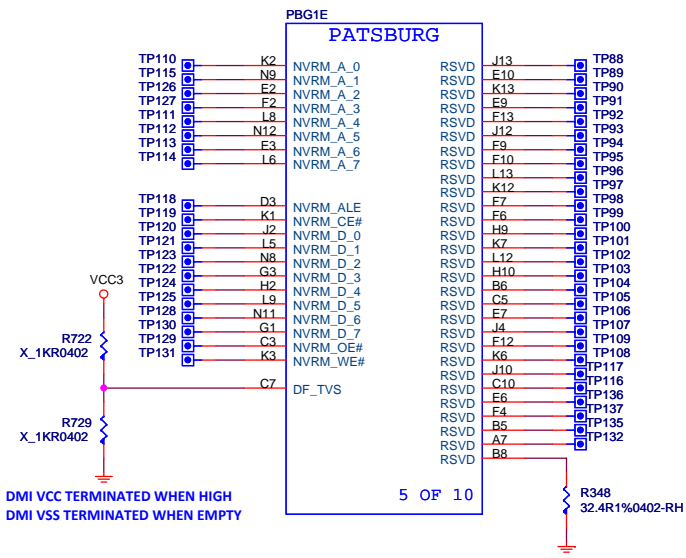 PBG1E
PATSBURG
TP110 K2 NVRM_A_0 RSVD J13 TP88
TP115 N9 NVRM_A_1 RSVD E10 TP89
TP126 E2 NVRM_A_2 RSVD K13 TP90
TP127 F2 NVRM_A_3 RSVD E9 TP91
TP111 L8 NVRM_A_4 RSVD F13 TP92
TP112 N12 NVRM_A_5 RSVD J12 TP93
TP113 E3 NVRM_A_6 RSVD F9 TP94
TP114 L6 NVRM_A_7 RSVD F10 TP95
RSVD L13 TP96
RSVD K12 TP97
TP118 D3 NVRM_ALE RSVD F7 TP98
TP119 K1 NVRM_CE# RSVD F6 TP99
TP120 J2 NVRM_D_0 RSVD H9 TP100
TP121 L5 NVRM_D_1 RSVD K7 TP101
TP123 N8 NVRM_D_2 RSVD L12 TP102
TP122 G3 NVRM_D_3 RSVD H10 TP103
TP124 H2 NVRM_D_4 RSVD B6 TP104
TP125 L9 NVRM_D_5 RSVD C5 TP105
TP128 N11 NVRM_D_6 RSVD E7 TP106
TP130 G1 NVRM_D_7 RSVD J4 TP107
TP129 C3 NVRM_OE# RSVD F12 TP109
TP131 K3 NVRM_WE# RSVD K6 TP108
RSVD J10 TP117
C7 DF_TVS RSVD C10 TP116
RSVD E6 TP136
RSVD F4 TP137
RSVD B5 TP135
RSVD A7 TP132
RSVD B8
VCC3
R722
X_1KR0402
R729
X_1KR0402
DMI VCC TERMINATED WHEN HIGH
DMI VSS TERMINATED WHEN EMPTY
5 OF 10
R348
32.4R1%0402-RH